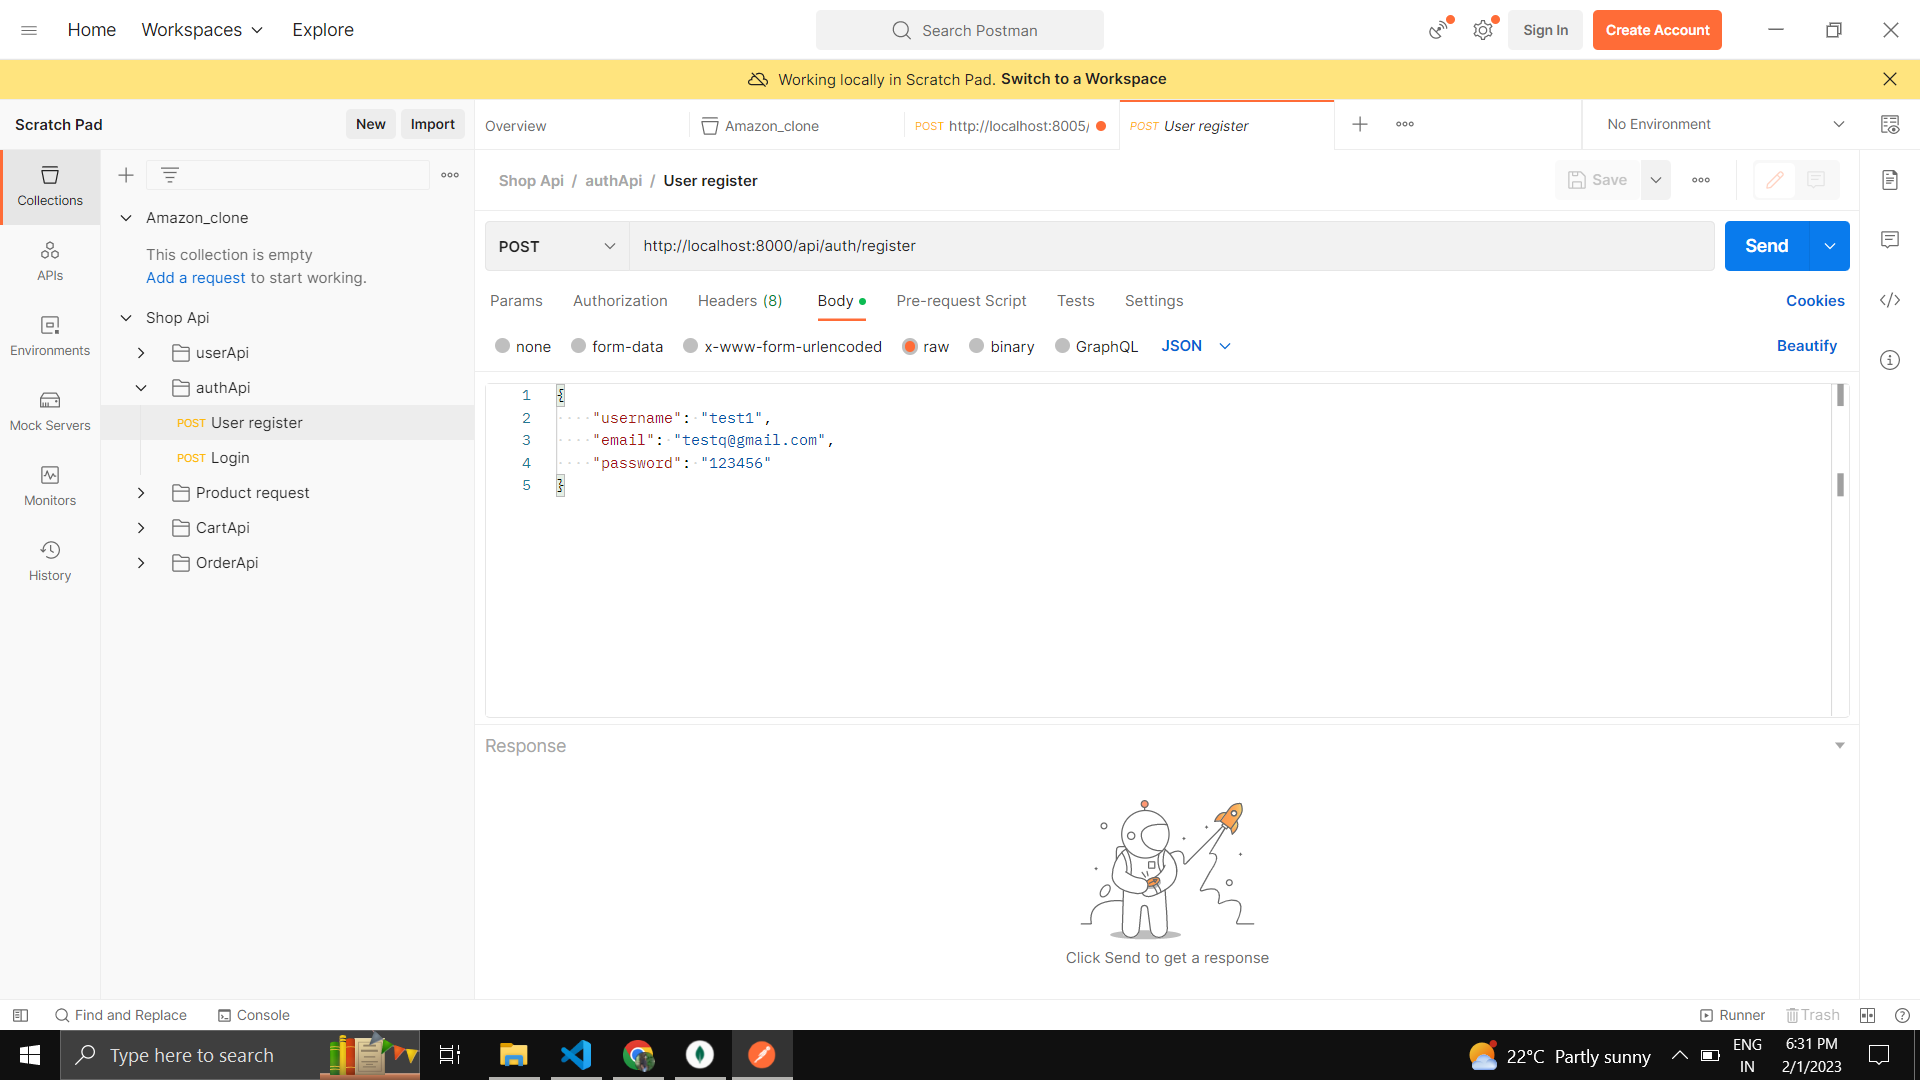 Home Workspaces Explore
Search Postman
Sign In Create Account
Working locally in Scratch Pad. Switch to a Workspace
Scratch Pad New Import
Overview Amazon_clone POST http://localhost:8005/ POST User register
No Environment
Collections
APIs
Environments
Mock Servers
Monitors
History
Amazon_clone
This collection is empty
Add a request to start working.
Shop Api
userApi
authApi
POST User register
POST Login
Product request
CartApi
OrderApi
Shop Api / authApi / User register
Save
POST http://localhost:8000/api/auth/register
Send
Params Authorization Headers (8) Body Pre-request Script Tests Settings Cookies
none form-data x-www-form-urlencoded raw binary GraphQL JSON Beautify
1 {
2 "username": "test1",
3 "email": "testq@gmail.com",
4 "password": "123456"
5 }
Response
Click Send to get a response
Find and Replace Console Runner Trash
Type here to search
22°C Partly sunny
ENG
IN
6:31 PM
2/1/2023